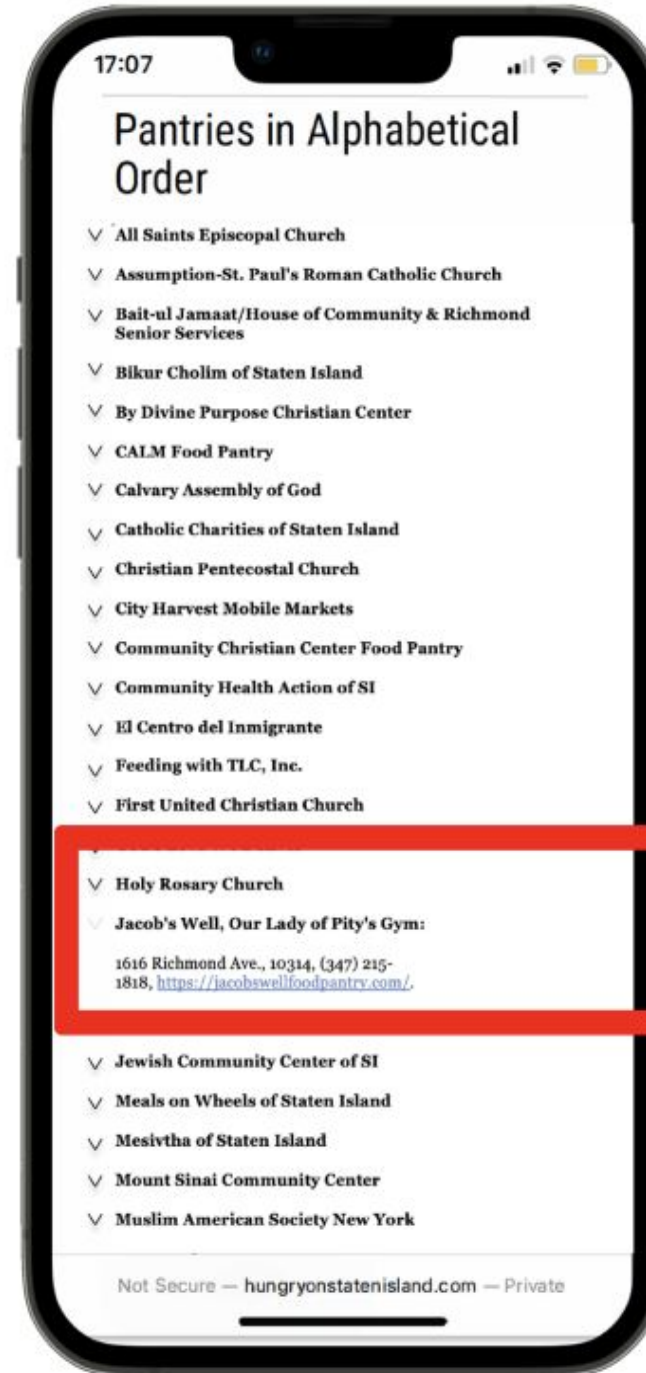 17:07
Pantries in Alphabetical
Order
All Saints Episcopal Church
Assumption-St. Paul's Roman Catholic Church
Bait-ul Jamaat/House of Community & Richmond
Senior Services
Bikur Cholim of Staten Island
By Divine Purpose Christian Center
CALM Food Pantry
Calvary Assembly of God
Catholic Charities of Staten Island
Christian Pentecostal Church
City Harvest Mobile Markets
Community Christian Center Food Pantry
Community Health Action of SI
El Centro del Inmigrante
Feeding with TLC, Inc.
First United Christian Church
Holy Rosary Church
Jacob's Well, Our Lady of Pity's Gym:
1616 Richmond Ave., 10314, (347) 215-
1818, https://jacobswellfoodpantry.com/.
Jewish Community Center of SI
Meals on Wheels of Staten Island
Mesivtha of Staten Island
Mount Sinai Community Center
Muslim American Society New York
Not Secure — hungryonstatenisland.com — Private